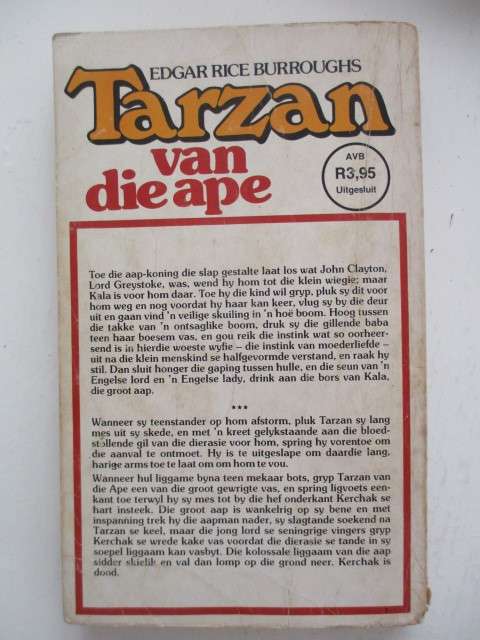 EDGAR RICE BURROUGHS
Tarzan
van
die ape
AVB
R3,95
Uitgesluit
Toe die aap-koning die slap gestalte laat los wat John Clayton,
Lord Greystoke, was, wend hy hom tot die klein wiegie; maar
Kala is voor hom daar. Toe hy die kind wil gryp, pluk sy dit voor
hom weg en nog voordat hy haar kan keer, vlug sy by die deur
uit en gaan vind 'n veilige skuiling in 'n hoë boom. Hoog tussen
die takke van 'n ontsaglike boom, druk sy die gillende baba
teen haar boesem vas, en gou reik die instink wat so oorheer-
send is in hierdie woeste wyfie – die instink van moederliefde –
uit na die klein menskind se halfgevormde verstand, en raak hy
stil. Dan sluit honger die gaping tussen hulle, en die seun van 'n
Engelse lord en 'n Engelse lady, drink aan die bors van Kala,
die groot aap.
***
Wanneer sy teenstander op hom afstorm, pluk Tarzan sy lang
mes uit sy skede, en met 'n kreet gelykstaande aan die bloed-
stollende gil van die dierasie voor hom, spring hy vorentoe om
die aanval te ontmoet. Hy is te uitgeslape om daardie lang,
harige arms toe te laat om om hom te vou.
Wanneer hul liggame byna teen mekaar bots, gryp Tarzan van
die Ape een van die groot gewrigte vas, en spring ligvoets een-
kant toe terwyl hy sy mes tot by die hef onderkant Kerchak se
hart insteek. Die groot aap is wankelrig op sy bene en met
inspanning trek hy die aapman nader, sy slagtande soekend na
Tarzan se keel, maar die jong lord se seningrige vingers gryp
Kerchak se wrede kake vas voordat die dierasie se tande in sy
soepel liggaam kan vasbyt. Die kolossale liggaam van die aap
sidder skielik en val dan lomp op die grond neer. Kerchak is
dood.